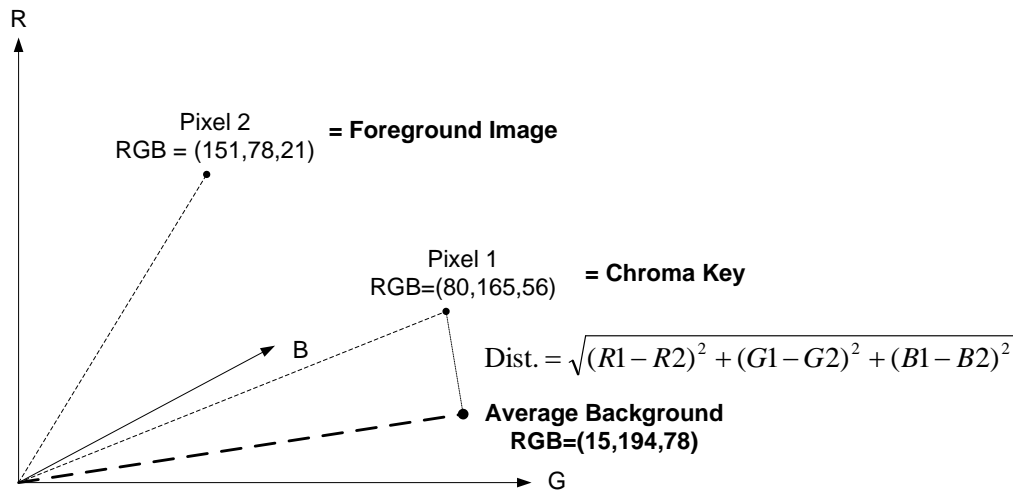 R
Pixel 2
RGB = (151,78,21)
= Foreground Image
Pixel 1
RGB=(80,165,56)
= Chroma Key
B
Dist. = √(R1−R2)² + (G1−G2)² + (B1−B2)²
Average Background
RGB=(15,194,78)
G